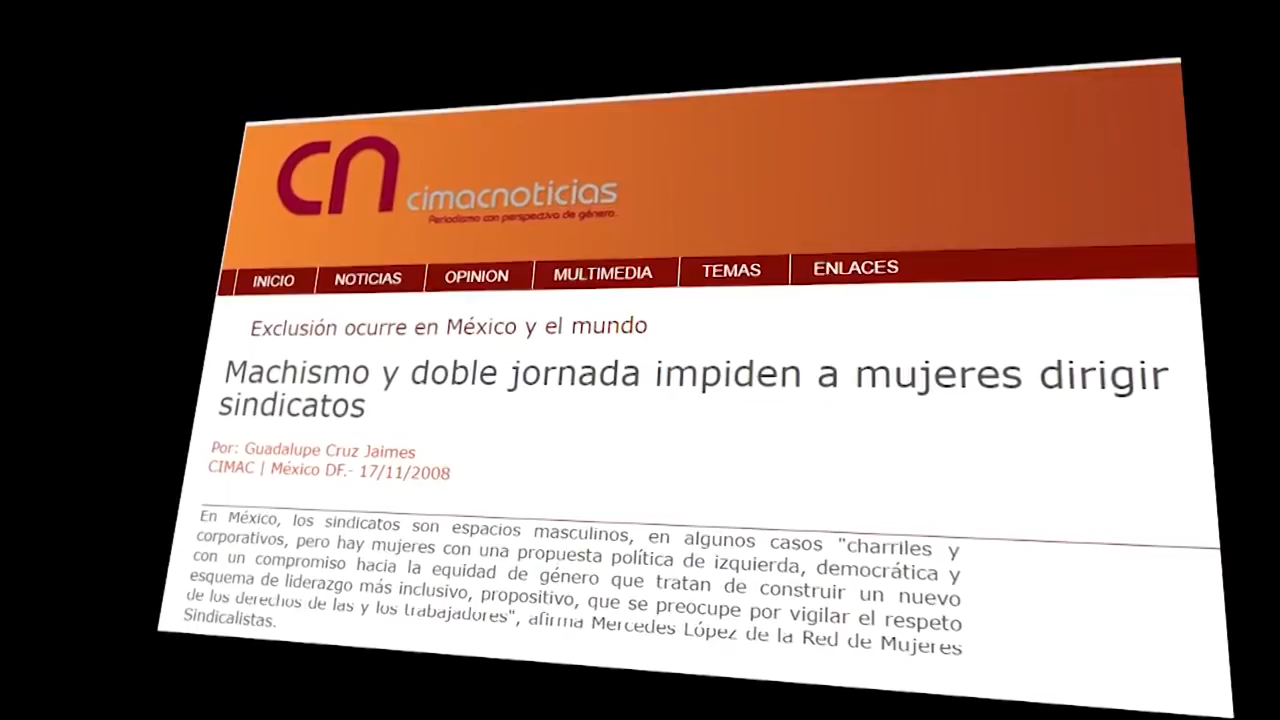 cn cimacnoticias
Periodismo con perspectiva de género
INICIO NOTICIAS OPINION MULTIMEDIA TEMAS ENLACES
Exclusión ocurre en México y el mundo
Machismo y doble jornada impiden a mujeres dirigir
sindicatos
Por: Guadalupe Cruz Jaimes
CIMAC | México DF.- 17/11/2008
En México, los sindicatos son espacios masculinos, en algunos casos "charriles y
corporativos, pero hay mujeres con una propuesta política de izquierda, democrática y
con un compromiso hacia la equidad de género que tratan de construir un nuevo
esquema de liderazgo más inclusivo, propositivo, que se preocupe por vigilar el respeto
de los derechos de las y los trabajadores", afirma Mercedes López de la Red de Mujeres
Sindicalistas.